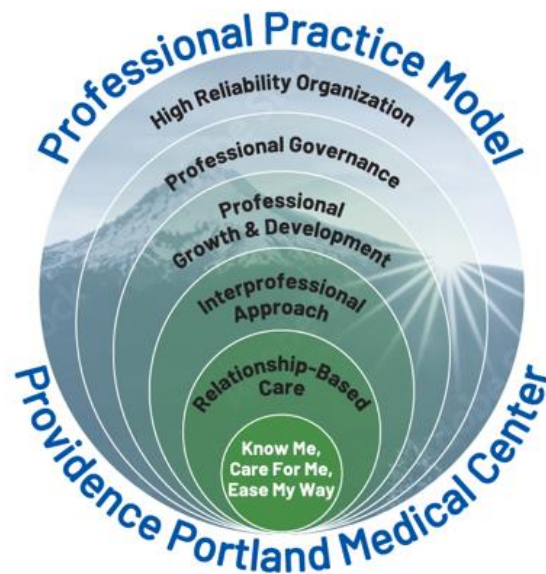 Professional Practice Model
High Reliability Organization
Professional Governance
Professional
Growth & Development
Interprofessional
Approach
Relationship-Based
Care
Know Me,
Care For Me,
Ease My Way
Providence Portland Medical Center